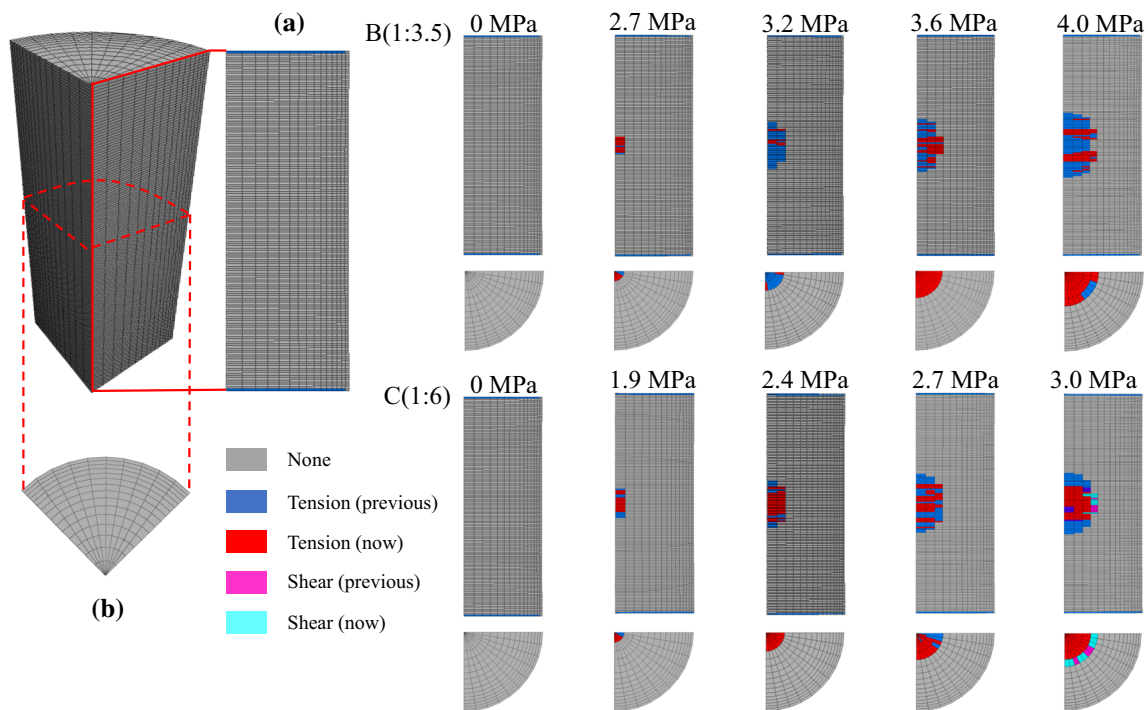 (a)
B(1:3.5)
0 MPa
2.7 MPa
3.2 MPa
3.6 MPa
4.0 MPa
C(1:6)
0 MPa
1.9 MPa
2.4 MPa
2.7 MPa
3.0 MPa
None
Tension (previous)
Tension (now)
Shear (previous)
Shear (now)
(b)